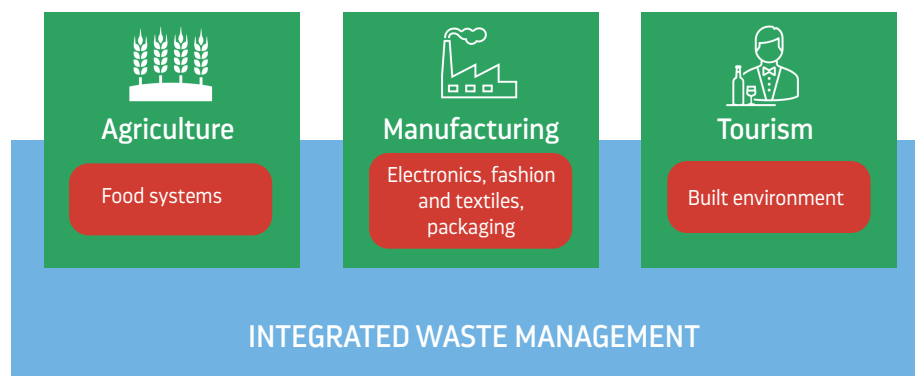 Agriculture
Food systems
Manufacturing
Electronics, fashion
and textiles,
packaging
Tourism
Built environment
INTEGRATED WASTE MANAGEMENT